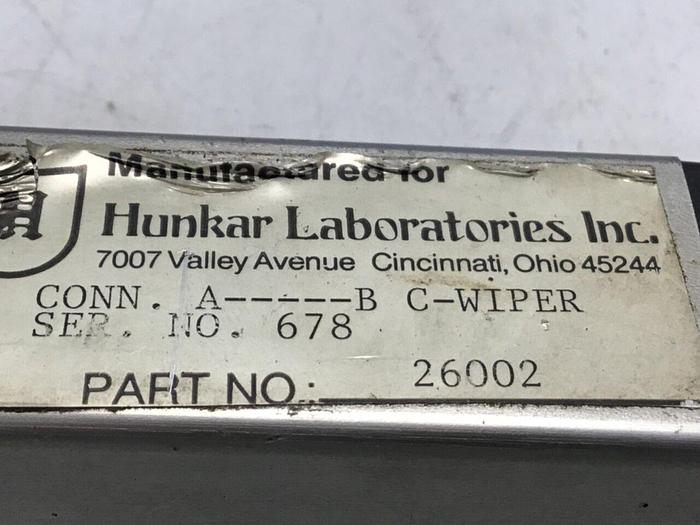 Manufactured for
H
Hunkar Laboratories Inc.
7007 Valley Avenue Cincinnati, Ohio 45244
CONN. A-----B C-WIPER
SER. NO. 678
PART NO.: 26002